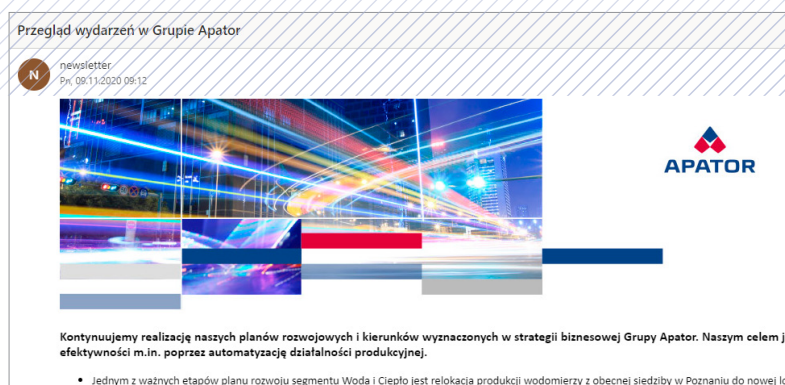 Przegląd wydarzeń w Grupie Apator
N
newsletter
Pn, 09.11.2020 09:12
APATOR
Kontynuujemy realizację naszych planów rozwojowych i kierunków wyznaczonych w strategii biznesowej Grupy Apator. Naszym celem j
efektywności m.in. poprzez automatyzację działalności produkcyjnej.
• Jednym z ważnych etapów planu rozwoju segmentu Woda i Ciepło jest relokacja produkcji wodomierzy z obecnej siedziby w Poznaniu do nowej lo